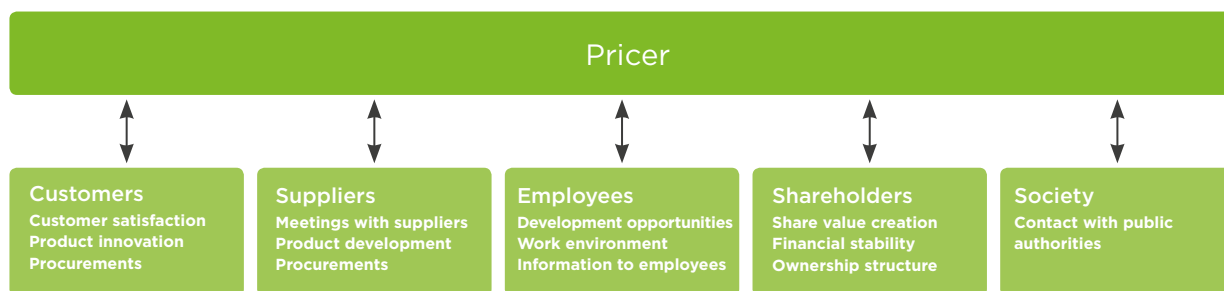 Pricer
Customers
Customer satisfaction
Product innovation
Procurements
Suppliers
Meetings with suppliers
Product development
Procurements
Employees
Development opportunities
Work environment
Information to employees
Shareholders
Share value creation
Financial stability
Ownership structure
Society
Contact with public
authorities